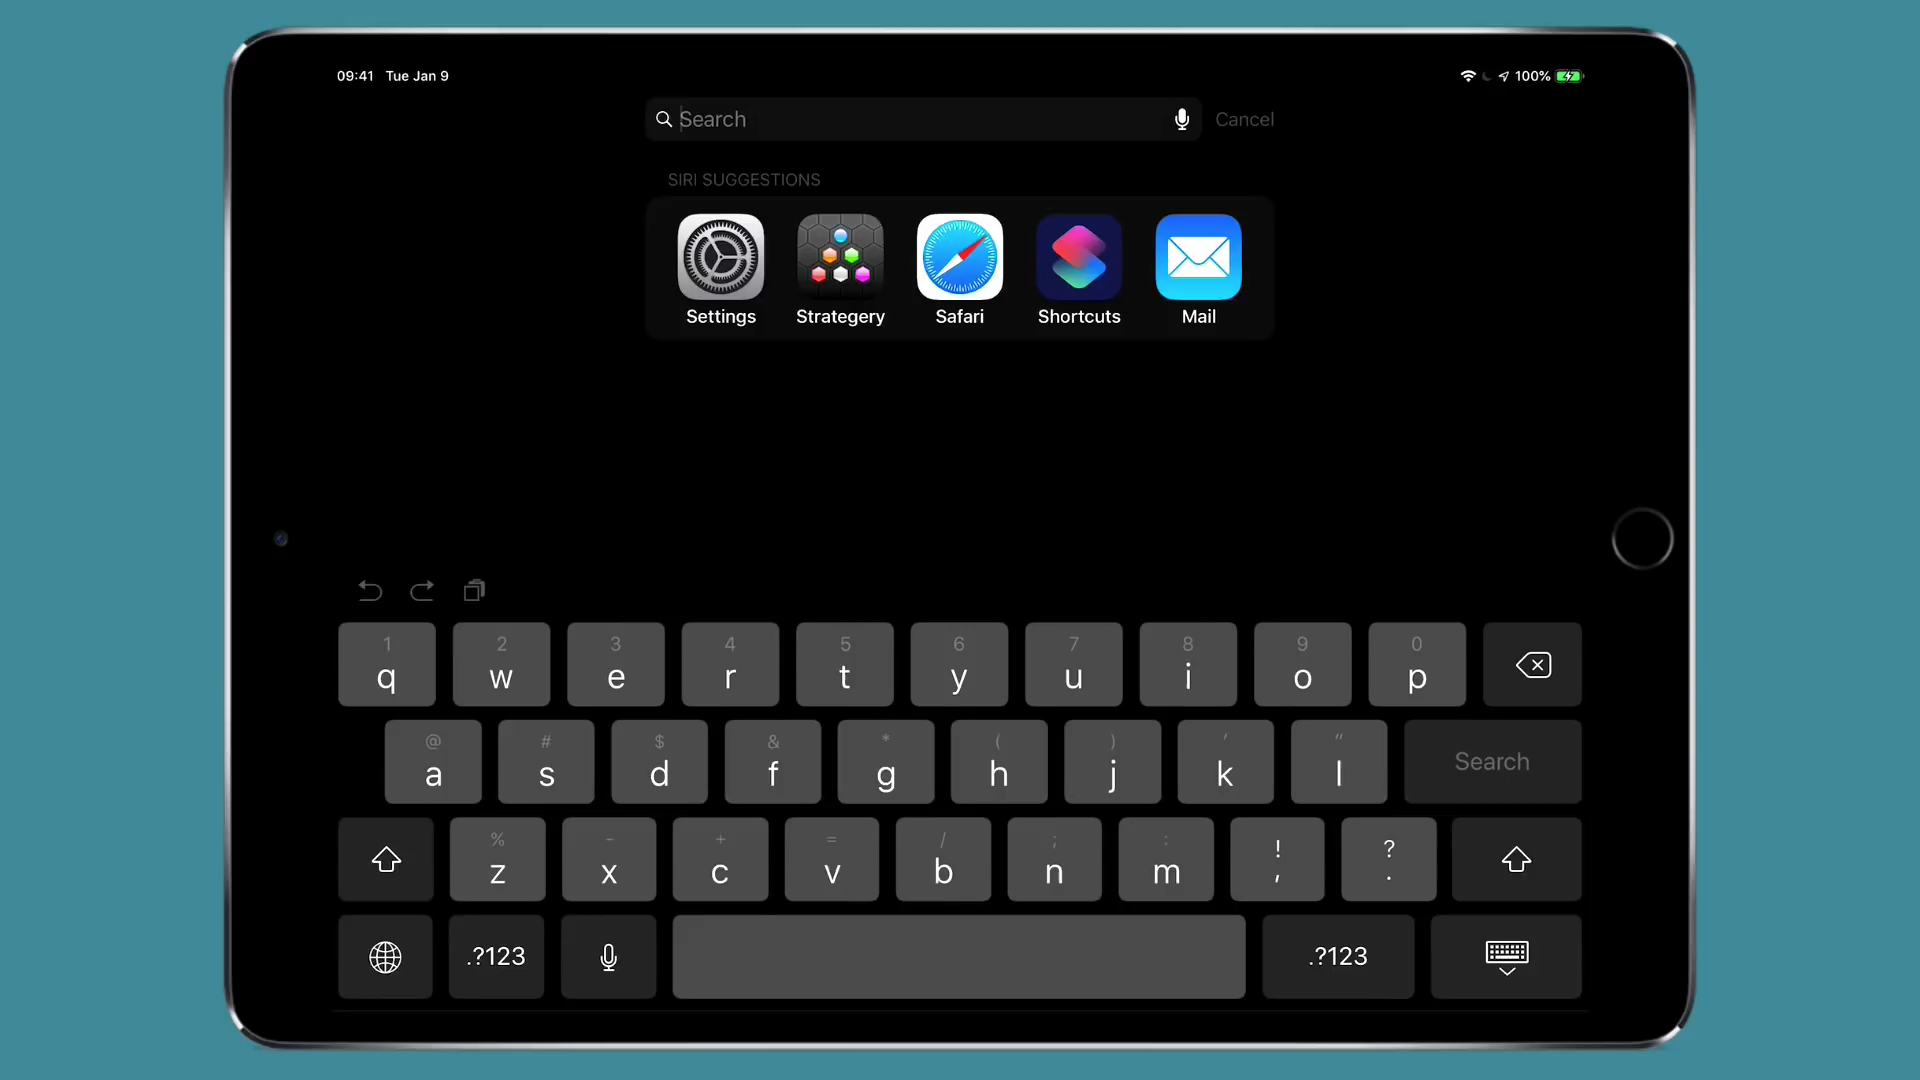 09:41 Tue Jan 9
100%
Search
Cancel
SIRI SUGGESTIONS
Settings Strategery Safari Shortcuts Mail
1 2 3 4 5 6 7 8 9 0
q w e r t y u i o p
@ # $ & * ( ) ' "
a s d f g h j k l Search
% - + = / ; : ! ?
z x c v b n m , .
.?123 .?123